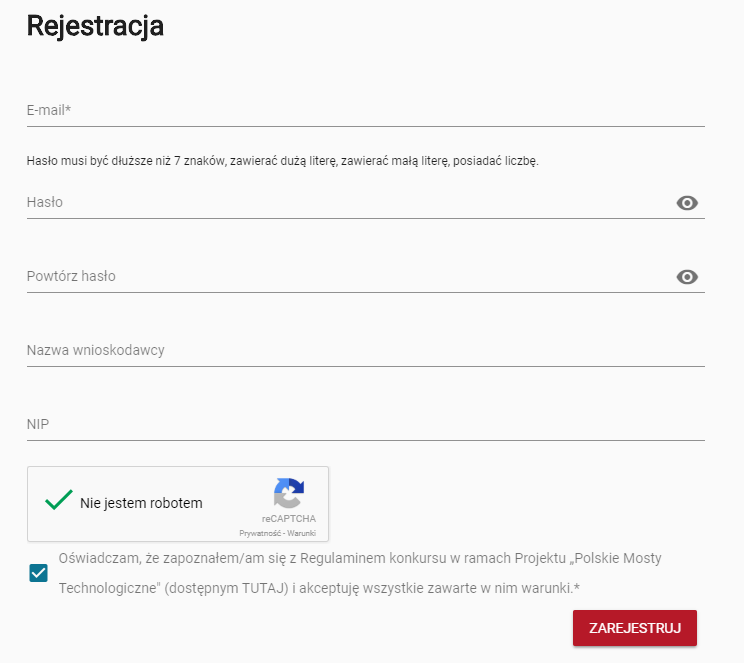 Rejestracja
E-mail*
Hasło musi być dłuższe niż 7 znaków, zawierać dużą literę, zawierać małą literę, posiadać liczbę.
Hasło
Powtórz hasło
Nazwa wnioskodawcy
NIP
Nie jestem robotem
reCAPTCHA
Prywatność - Warunki
Oświadczam, że zapoznałem/am się z Regulaminem konkursu w ramach Projektu „Polskie Mosty
Technologiczne" (dostępnym TUTAJ) i akceptuję wszystkie zawarte w nim warunki.*
ZAREJESTRUJ